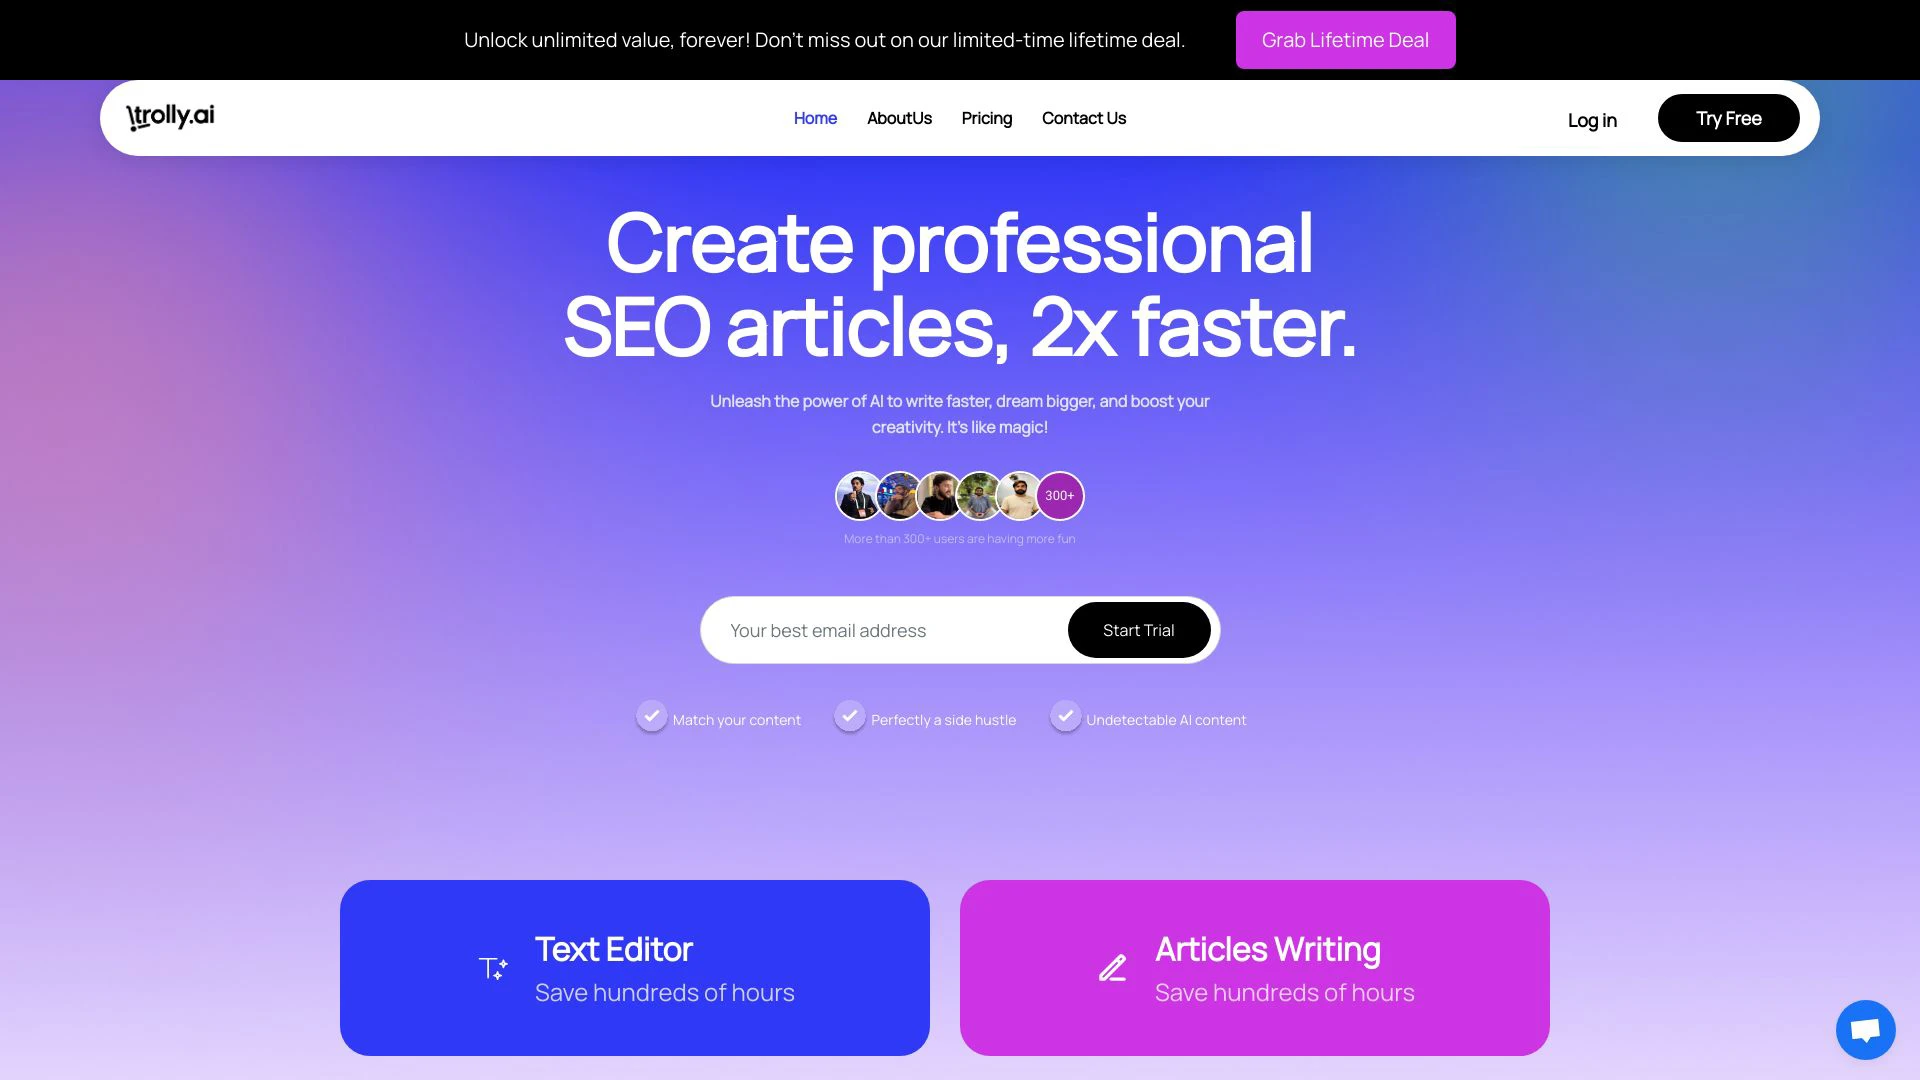 Unlock unlimited value, forever! Don't miss out on our limited-time lifetime deal.
Grab Lifetime Deal
trolly.ai
Home
AboutUs
Pricing
Contact Us
Log in
Try Free
Create professional
SEO articles, 2x faster.
Unleash the power of AI to write faster, dream bigger, and boost your
creativity. It's like magic!
300+
More than 300+ users are having more fun
Your best email address
Start Trial
Match your content
Perfectly a side hustle
Undetectable AI content
Text Editor
Save hundreds of hours
Articles Writing
Save hundreds of hours